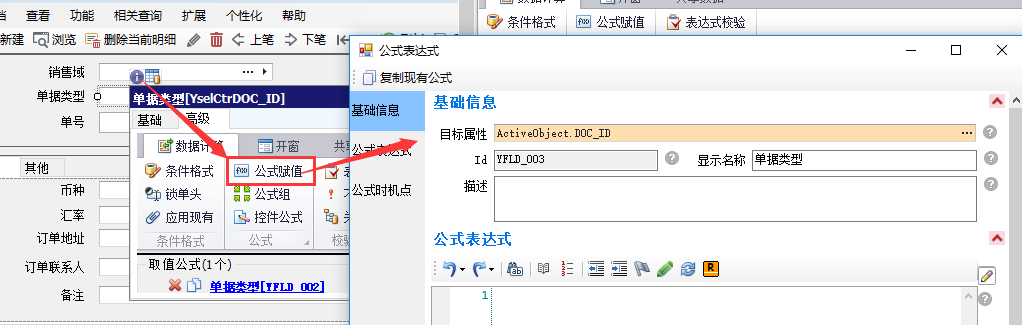 当 查看 功能 相关查询 扩展 个性化 帮助
新建 浏览 删除当前明细 上笔 下笔
销售域
单据类型
单号
单据类型[YselCtrDOC_ID]
基础 高级
数据计算 开窗 共享
条件格式 公式赋值
锁单头 公式组
应用现有 控件公式
条件格式 公式 校验
取值公式(1个)
单据类型[YFLD_002]
其他
币种
汇率
订单地址
订单联系人
备注
数据计算 开窗 共享数据
条件格式 公式赋值 表达式校验
公式表达式
复制现有公式
基础信息
公式表达式
公式时机点
基础信息
目标属性 ActiveObject.DOC_ID
Id YFLD_003 显示名称 单据类型
描述
公式表达式
1